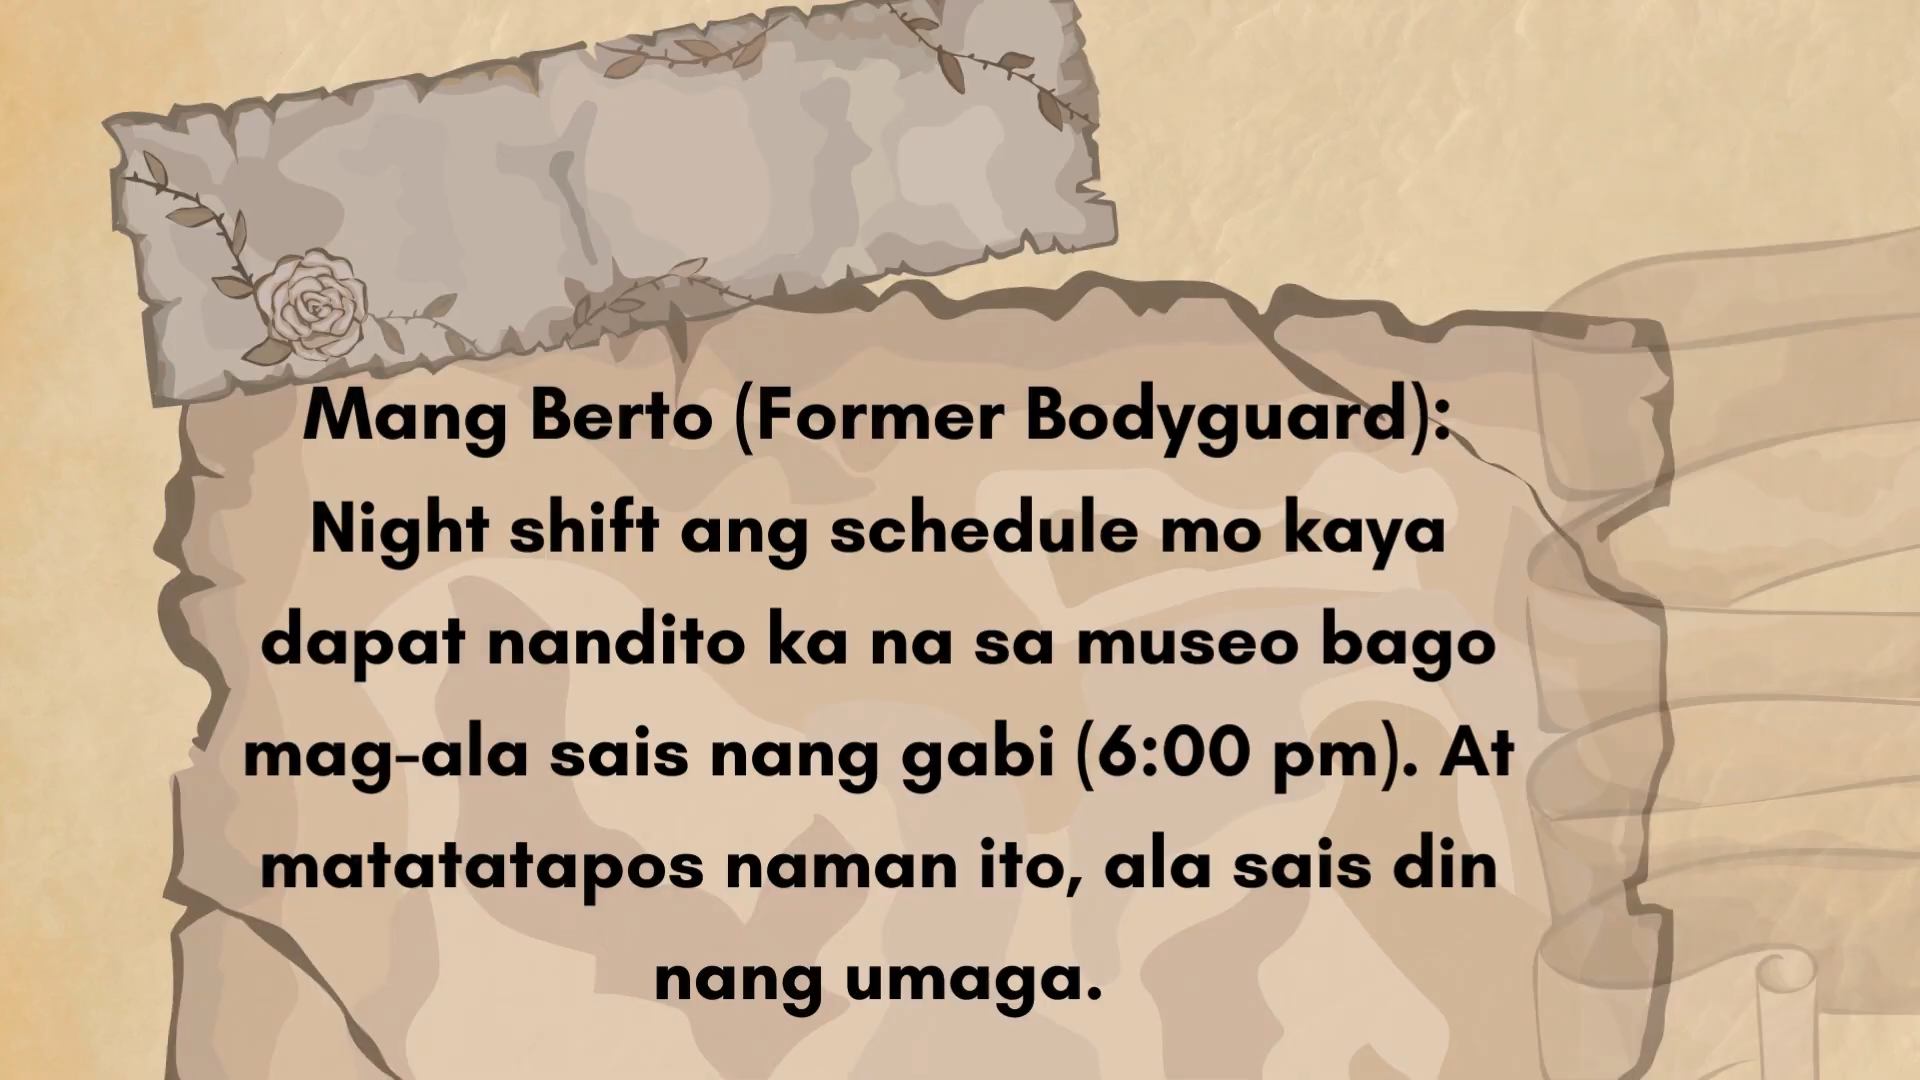 Mang Berto (Former Bodyguard):
Night shift ang schedule mo kaya
dapat nandito ka na sa museo bago
mag-ala sais nang gabi (6:00 pm). At
matatatapos naman ito, ala sais din
nang umaga.